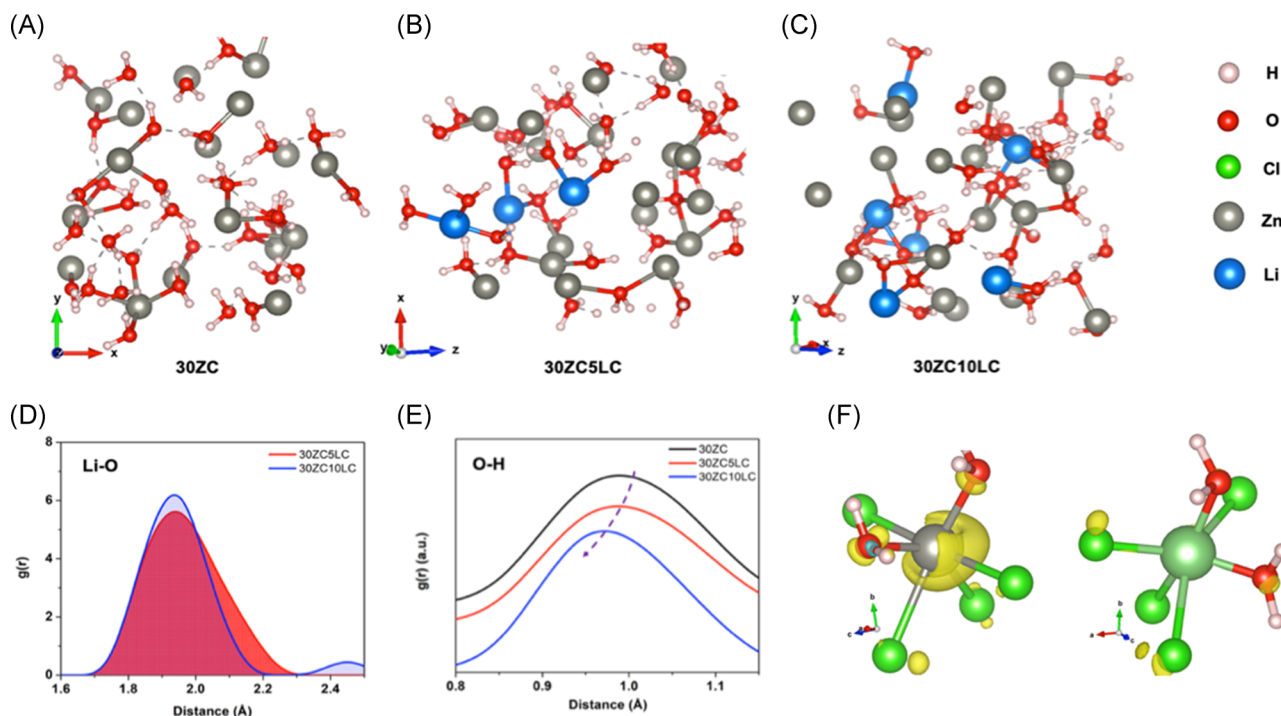 (A)
(B)
(C)
H
O
Cl
Zn
Li
y
z
x
30ZC
x
y
z
30ZC5LC
y
x
z
30ZC10LC
(D)
(E)
(F)
8
6
4
2
0
g(r)
Li-O
30ZC5LC
30ZC10LC
1.6
1.8
2.0
2.2
2.4
Distance (Å)
g(r) (a.u.)
O-H
30ZC
30ZC5LC
30ZC10LC
0.8
0.9
1.0
1.1
Distance (Å)
b
a
c
b
a
c